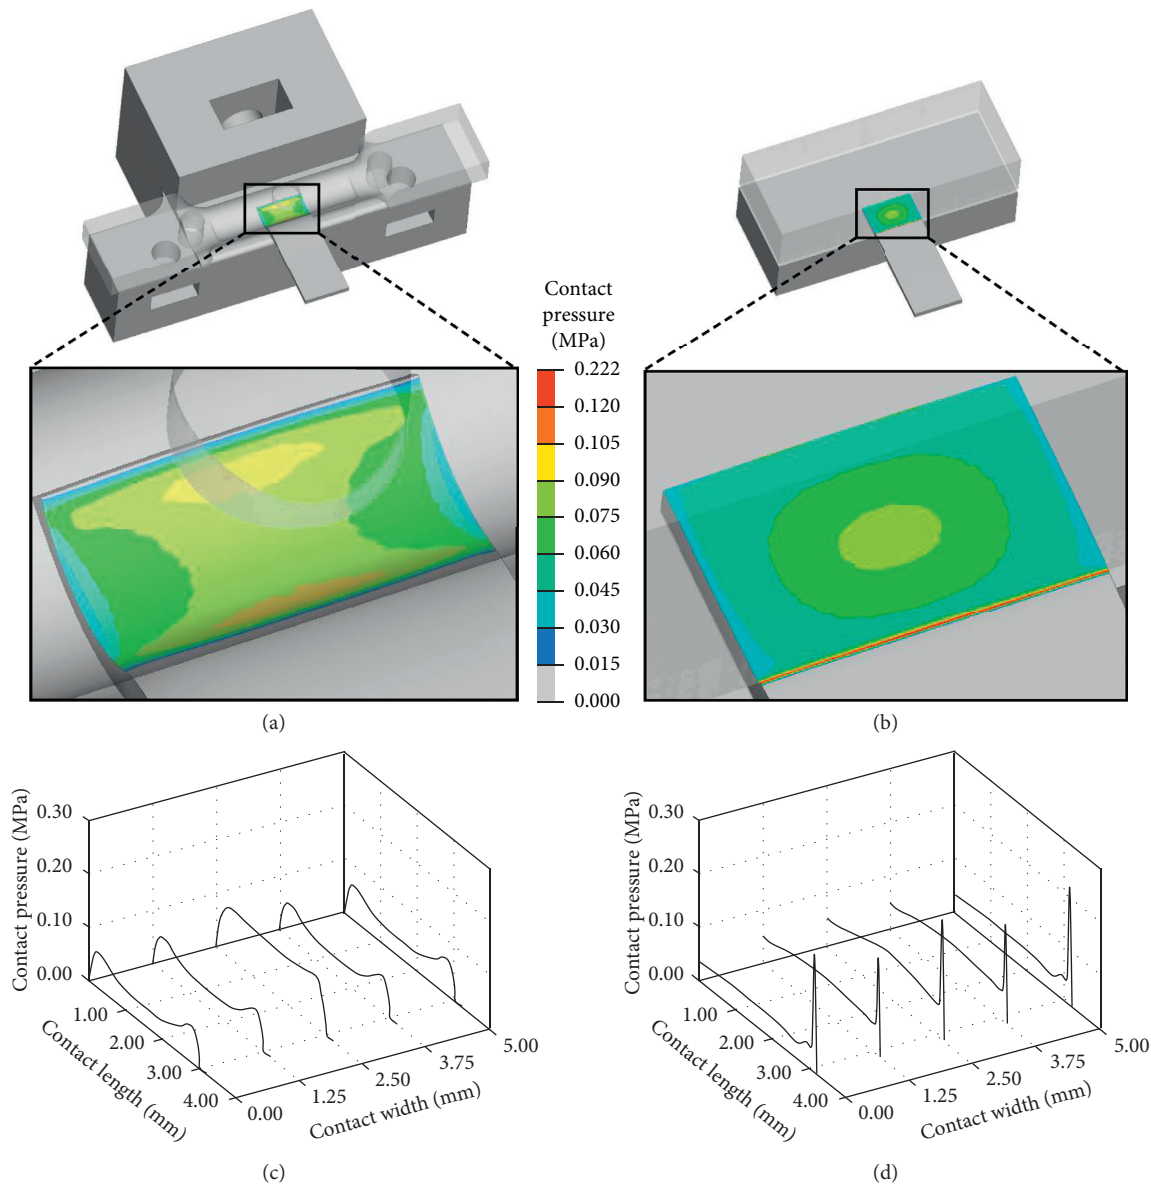 Contact
pressure
(MPa)
0.222
0.120
0.105
0.090
0.075
0.060
0.045
0.030
0.015
0.000
(a)
(b)
Contact pressure (MPa)
0.30
0.20
0.10
0.00
1.00
2.00
3.00
4.00
Contact length (mm)
0.00
1.25
2.50
3.75
5.00
Contact width (mm)
(c)
Contact pressure (MPa)
0.30
0.20
0.10
0.00
1.00
2.00
3.00
4.00
Contact length (mm)
0.00
1.25
2.50
3.75
5.00
Contact width (mm)
(d)